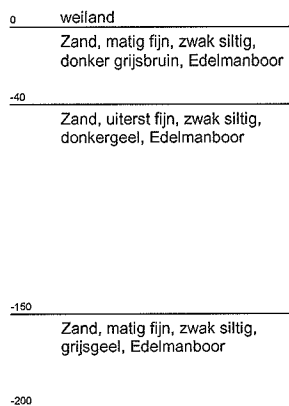 0 weiland
Zand, matig fijn, zwak siltig,
donker grijsbruin, Edelmanboor
-40
Zand, uiterst fijn, zwak siltig,
donkergeel, Edelmanboor
-150
Zand, matig fijn, zwak siltig,
grijsgeel, Edelmanboor
-200